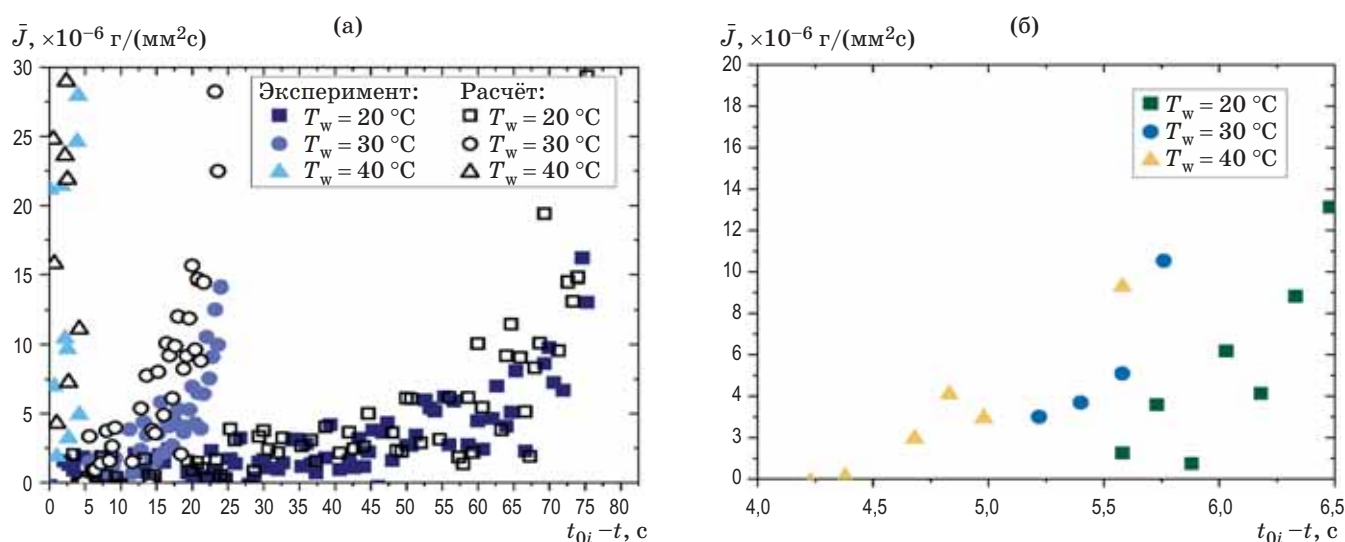 (а)
J̄, ×10⁻⁶ г/(мм²с)
30
25
20
15
10
5
0
Эксперимент: Расчёт:
T_w = 20 °C T_w = 20 °C
T_w = 30 °C T_w = 30 °C
T_w = 40 °C T_w = 40 °C
0 5 10 15 20 25 30 35 40 45 50 55 60 65 70 75 80
t_0i – t, с
(б)
J̄, ×10⁻⁶ г/(мм²с)
20
18
16
14
12
10
8
6
4
3
0
T_w = 20 °C
T_w = 30 °C
T_w = 40 °C
4,0 4,5 5,0 5,5 6,0 6,5
t_0i – t, с